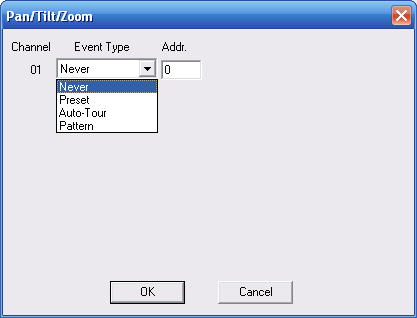 Pan/Tilt/Zoom
Channel Event Type Addr.
01 Never 0
Never
Preset
Auto-Tour
Pattern
OK Cancel